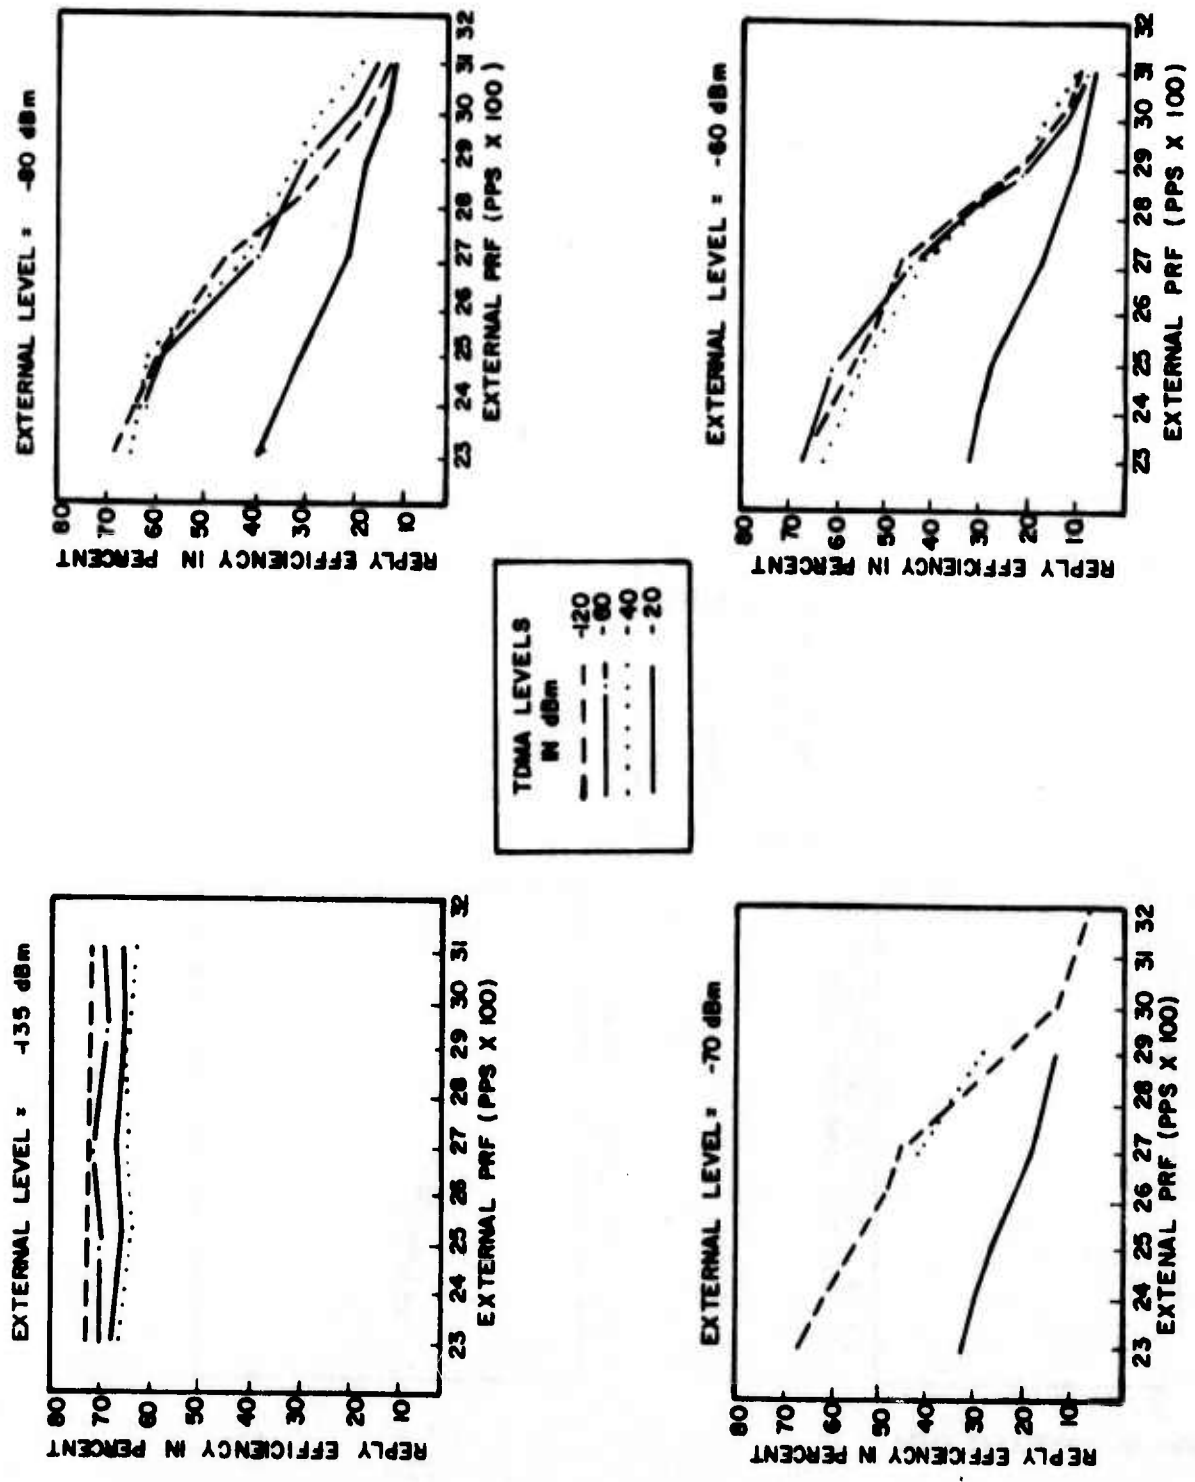 EXTERNAL LEVEL = -135 dBm
REPLY EFFICIENCY IN PERCENT
80
70
60
50
40
30
20
10
23 24 25 26 27 28 29 30 31 32
EXTERNAL PRF (PPS X 100)
EXTERNAL LEVEL = -80 dBm
REPLY EFFICIENCY IN PERCENT
80
70
60
50
40
30
20
10
23 24 25 26 27 28 29 30 31 32
EXTERNAL PRF (PPS X 100)
TDMA LEVELS
IN dBm
-120
-60
-40
-20
EXTERNAL LEVEL = -70 dBm
REPLY EFFICIENCY IN PERCENT
80
70
60
50
40
30
20
10
23 24 25 26 27 28 29 30 31 32
EXTENAL PRF (PPS X 100)
EXTERNAL LEVEL = -60 dBm
REPLY EFFICIENCY IN PERCENT
80
70
60
50
40
30
20
10
23 24 25 26 27 28 29 30 31 32
EXTERNAL PRF (PPS X 100)